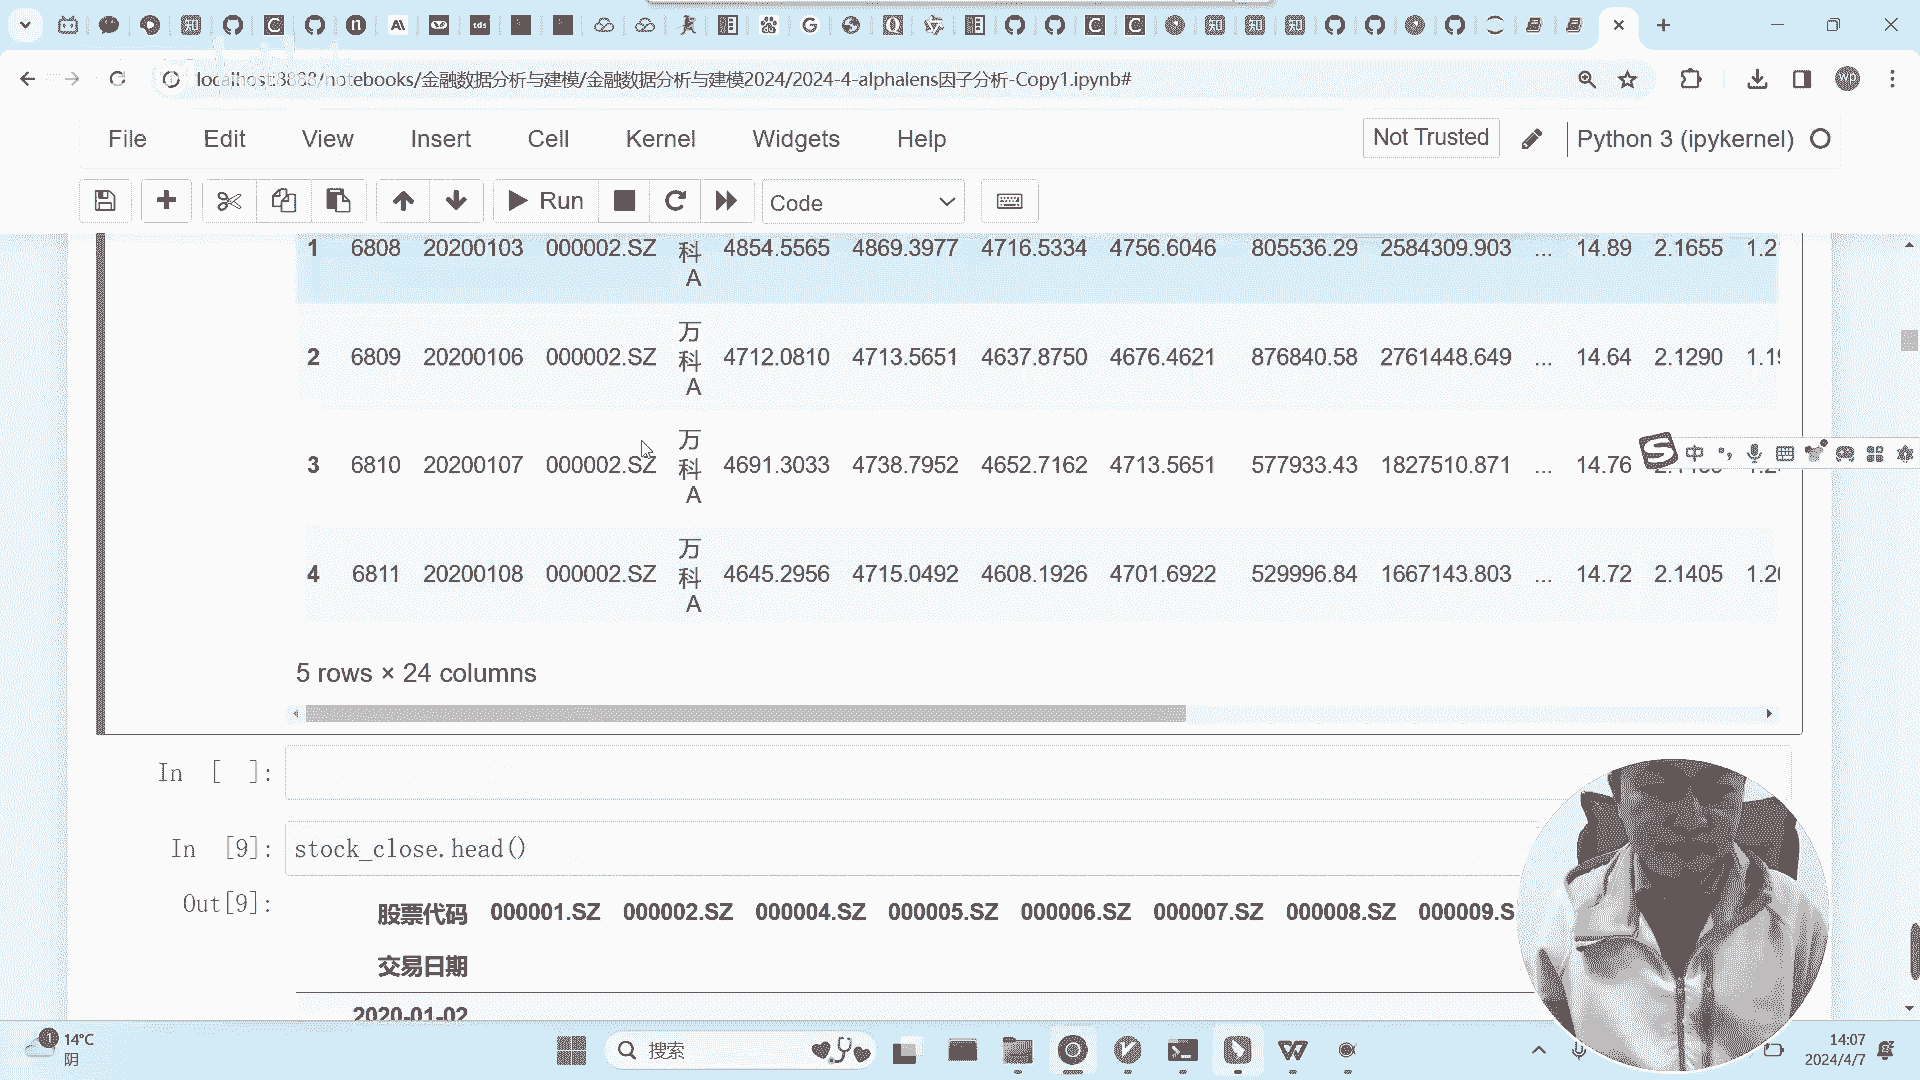 localhost:8888/notebooks/金融数据分析与建模/金融数据分析与建模2024/2024-4-alphalens因子分析-Copy1.ipynb#
File Edit View Insert Cell Kernel Widgets Help Not Trusted Python 3 (ipykernel)
Run Code
1 6808 20200103 000002.SZ 科A 4854.5565 4869.3977 4716.5334 4756.6046 805536.29 2584309.903 ... 14.89 2.1655 1.2
2 6809 20200106 000002.SZ 万科A 4712.0810 4713.5651 4637.8750 4676.4621 876840.58 2761448.649 ... 14.64 2.1290 1.19
3 6810 20200107 000002.SZ 万科A 4691.3033 4738.7952 4652.7162 4713.5651 577933.43 1827510.871 ... 14.76
4 6811 20200108 000002.SZ 万科A 4645.2956 4715.0492 4608.1926 4701.6922 529996.84 1667143.803 ... 14.72 2.1405 1.20
5 rows × 24 columns
In [ ]:
In [9]: stock_close.head()
Out[9]:
股票代码 000001.SZ 000002.SZ 000004.SZ 000005.SZ 000006.SZ 000007.SZ 000008.SZ 000009.S
交易日期
2020-01-02
中
14°C
阴
搜索
14:07
2024/4/7